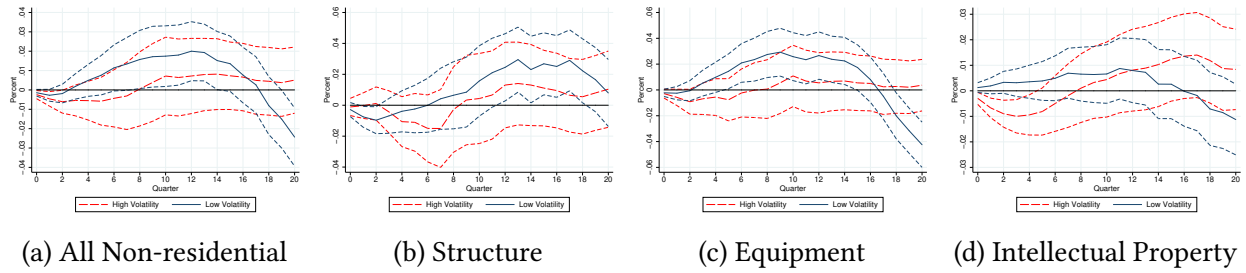 .04
.03
.02
.01
0
-.01
-.02
-.03
-.04
Percent
0 2 4 6 8 10 12 14 16 18 20
Quarter
High Volatility Low Volatility
(a) All Non-residential
.06
.04
.02
0
-.02
-.04
Percent
0 2 4 6 8 10 12 14 16 18 20
Quarter
High Volatility Low Volatility
(b) Structure
.06
.04
.02
0
-.02
-.04
-.06
Percent
0 2 4 6 8 10 12 14 16 18 20
Quarter
High Volatility Low Volatility
(c) Equipment
.03
.02
.01
0
-.01
-.02
-.03
Percent
0 2 4 6 8 10 12 14 16 18 20
Quarter
High Volatility Low Volatility
(d) Intellectual Property